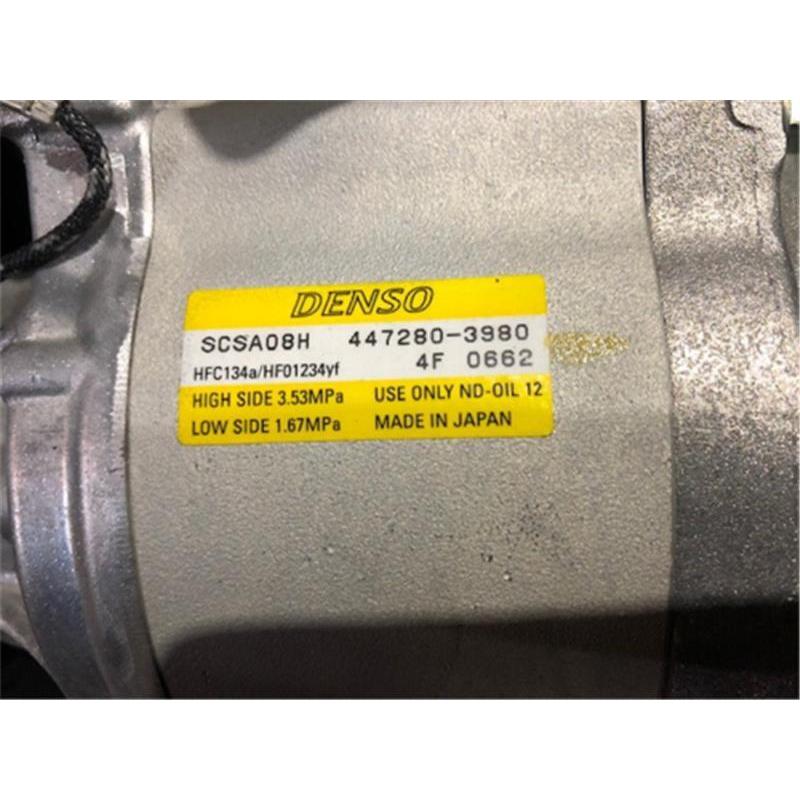 DENSO
SCSA08H 447280-3980
4F 0662
HFC134a/HFO1234yf
HIGH SIDE 3.53MPa USE ONLY ND-OIL 12
LOW SIDE 1.67MPa MADE IN JAPAN